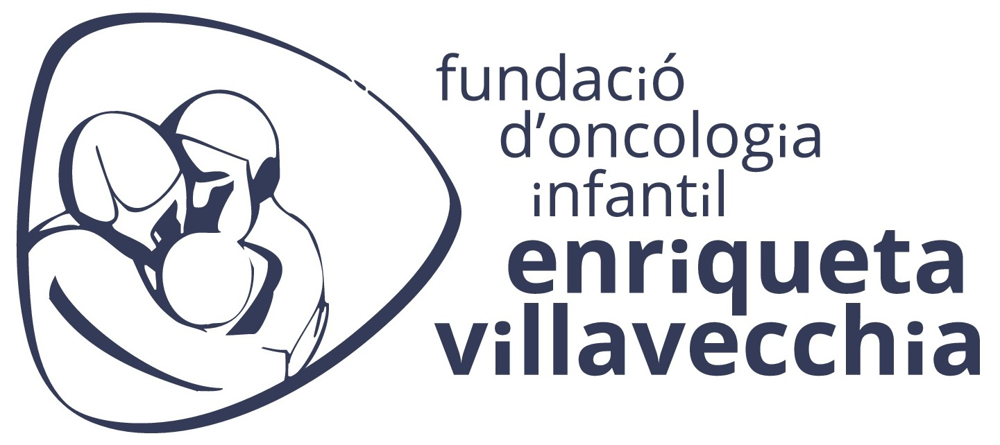 fundació
d’oncologia
infantil
enriqueta
villavecchia